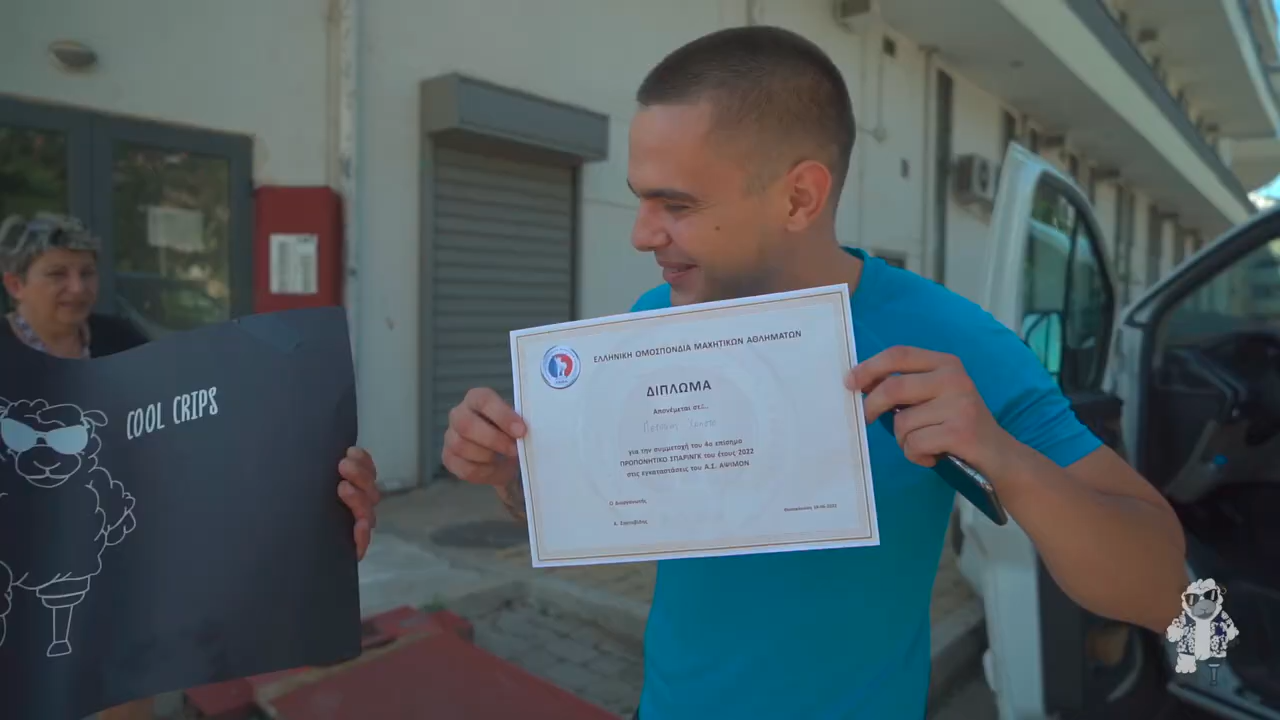 COOL CRIPS
ΕΛΛΗΝΙΚΗ ΟΜΟΣΠΟΝΔΙΑ ΜΑΧΗΤΙΚΩΝ ΑΘΛΗΜΑΤΩΝ
ΔΙΠΛΩΜΑ
Απονέμεται σε:..
για την συμμετοχή του 4ο επίσημο
ΠΡΟΠΟΝΗΤΙΚΟ ΣΠΑΡΙΝΓΚ του έτους 2022
στις εγκαταστάσεις του Α.Σ. ΑΨΙΜΟΝ
Ο Διοργανωτής